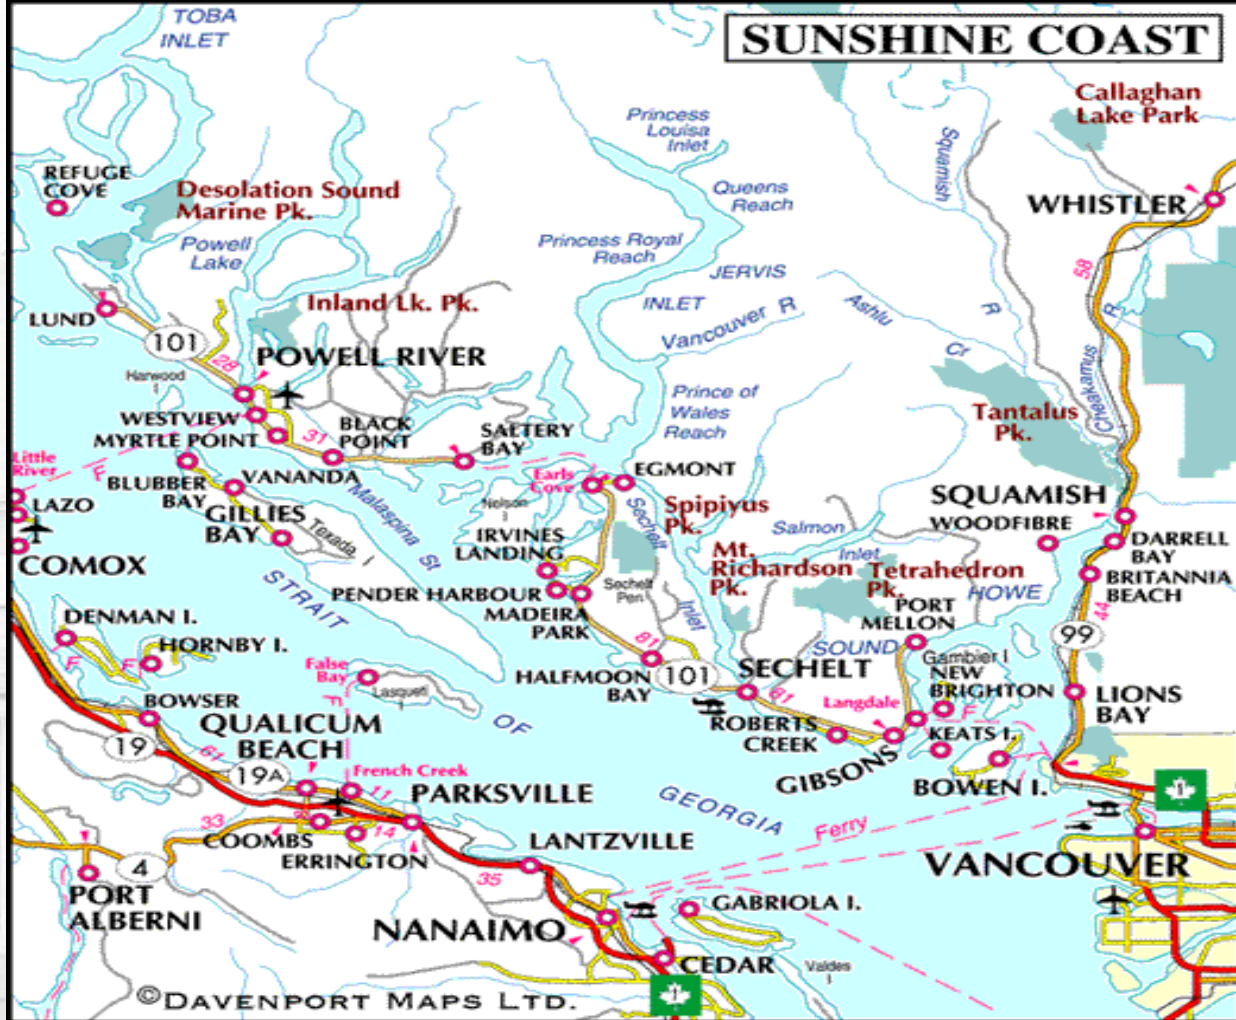 TOBA
INLET
SUNSHINE COAST
Callaghan
Lake Park
Princess
Louisa
Inlet
Squamish
REFUGE
COVE
Desolation Sound
Marine Pk.
Queens
Reach
WHISTLER
Powell
Lake
Princess Royal
Reach
58
JERVIS
INLET
Inland Lk. Pk.
Vancouver R
Ashlu
Cr
R
R
LUND
101
28
POWELL RIVER
Harwood
I
Cheakamus
Prince of
Wales
Reach
Tantalus
Pk.
WESTVIEW
MYRTLE POINT
31
BLACK
POINT
SALTERY
BAY
Little
River
F
BLUBBER
BAY
VANANDA
Earls
Cove
EGMONT
LAZO
GILLIES
BAY
Texada I
Malaspina St
Nelson
I
Sechelt
Inlet
Spipiyus
Pk.
SQUAMISH
WOODFIBRE
Salmon
Inlet
COMOX
IRVINES
LANDING
Mt.
Richardson
Pk.
Tetrahedron
Pk.
DARRELL
BAY
BRITANNIA
BEACH
STRAIT
PENDER HARBOUR
MADEIRA
PARK
Sechelt
Pen
PORT
MELLON
HOWE
SOUND
44
99
DENMAN I.
F
F
HORNBY I.
81
False
Bay
F
Lasqueti
HALFMOON
BAY
101
SECHELT
61
Gambier I
NEW
BRIGHTON
F
Langdale
LIONS
BAY
BOWSER
OF
ROBERTS
CREEK
GIBSONS
KEATS I.
BOWEN I.
19
61
QUALICUM
BEACH
19A
French Creek
11
PARKSVILLE
GEORGIA
Ferry
1
33
COOMBS
8
14
ERRINGTON
LANTZVILLE
35
VANCOUVER
4
PORT
ALBERNI
NANAIMO
GABRIOLA I.
CEDAR
Valdes
I
1
©DAVENPORT MAPS LTD.